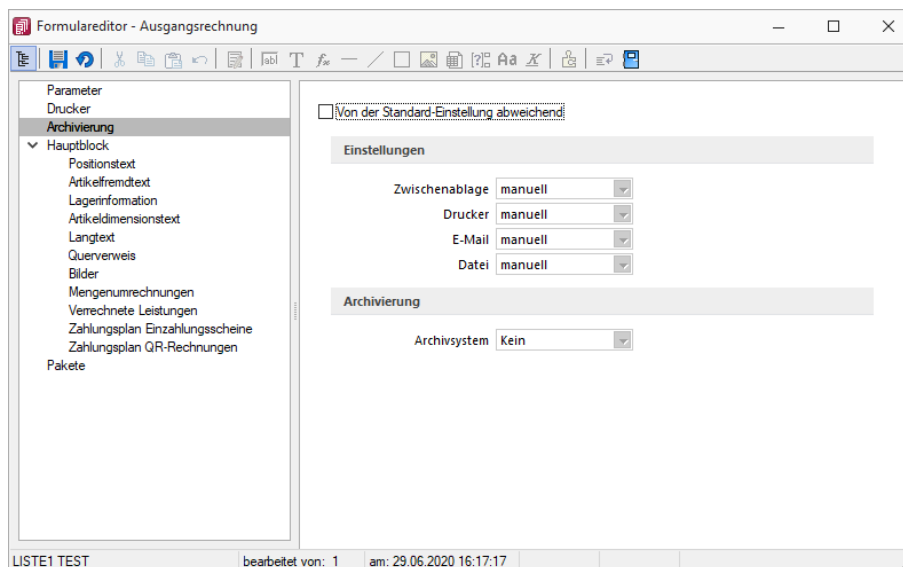 Formulareditor - Ausgangsrechnung
Parameter
Drucker
Archivierung
Hauptblock
Positionstext
Artikelfremdtext
Lagerinformation
Artikeldimensionstext
Langtext
Querverweis
Bilder
Mengenumrechnungen
Verrechnete Leistungen
Zahlungsplan Einzahlungsscheine
Zahlungsplan QR-Rechnungen
Pakete
Von der Standard-Einstellung abweichend
Einstellungen
Zwischenablage manuell
Drucker manuell
E-Mail manuell
Datei manuell
Archivierung
Archivsystem Kein
LISTE1 TEST bearbeitet von: 1 am: 29.06.2020 16:17:17